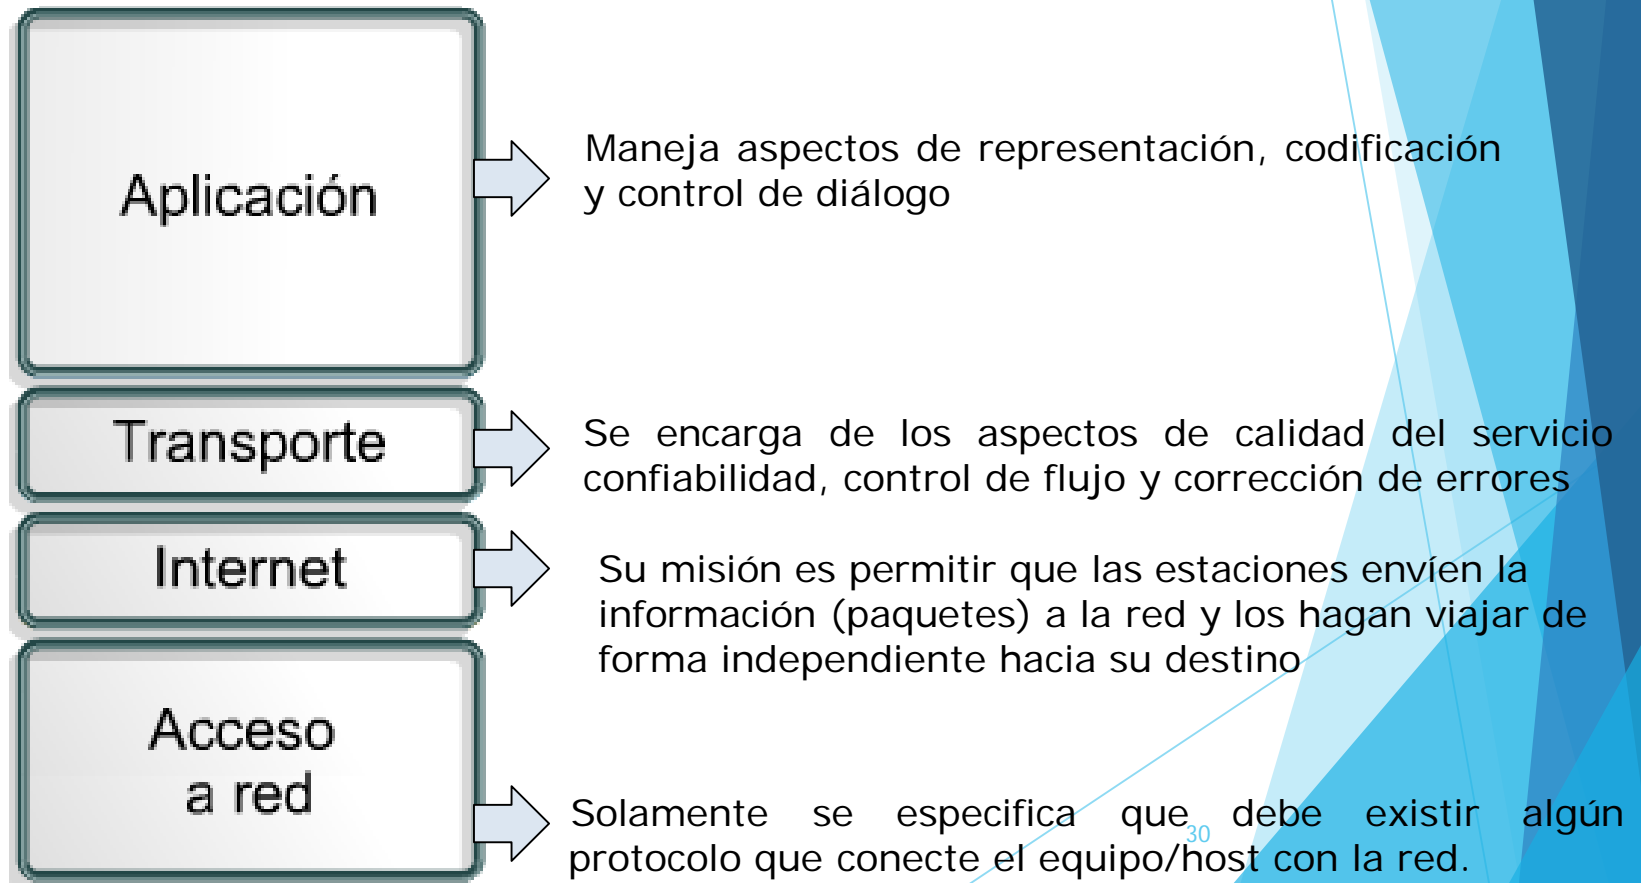 Aplicación
Maneja aspectos de representación, codificación
y control de diálogo
Transporte
Se encarga de los aspectos de calidad del servicio
confiabilidad, control de flujo y corrección de errores
Internet
Su misión es permitir que las estaciones envíen la
información (paquetes) a la red y los hagan viajar de
forma independiente hacia su destino
Acceso
a red
Solamente se especifica que debe existir algún
protocolo que conecte el equipo/host con la red.
30